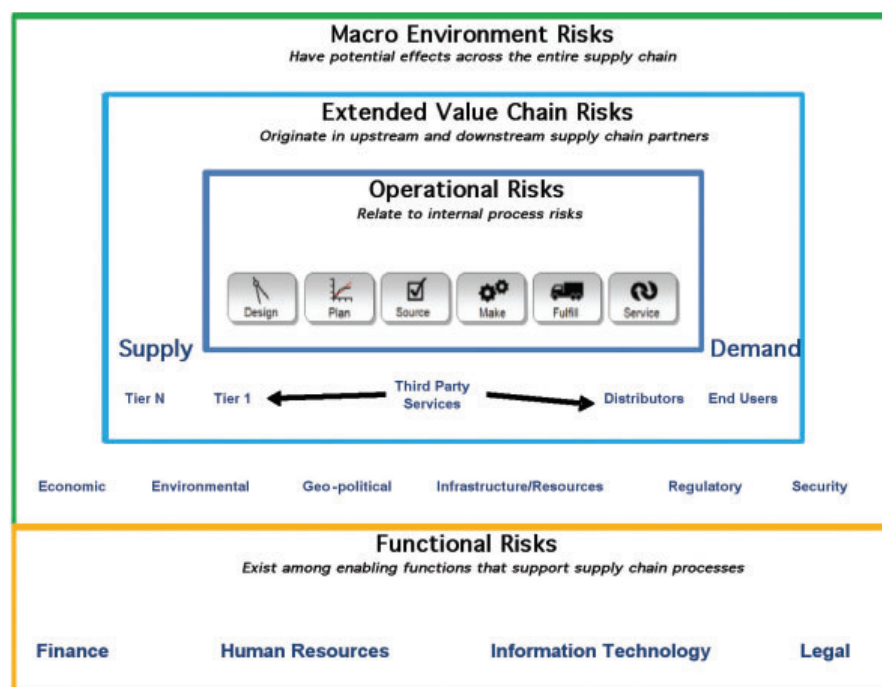 Macro Environment Risks
Have potential effects across the entire supply chain
Extended Value Chain Risks
Originate in upstream and downstream supply chain partners
Operational Risks
Relate to internal process risks
Design Plan Source Make Fulfill Service
Supply Demand
Tier N Tier 1 Third Party Services Distributors End Users
Economic Environmental Geo-political Infrastructure/Resources Regulatory Security
Functional Risks
Exist among enabling functions that support supply chain processes
Finance Human Resources Information Technology Legal